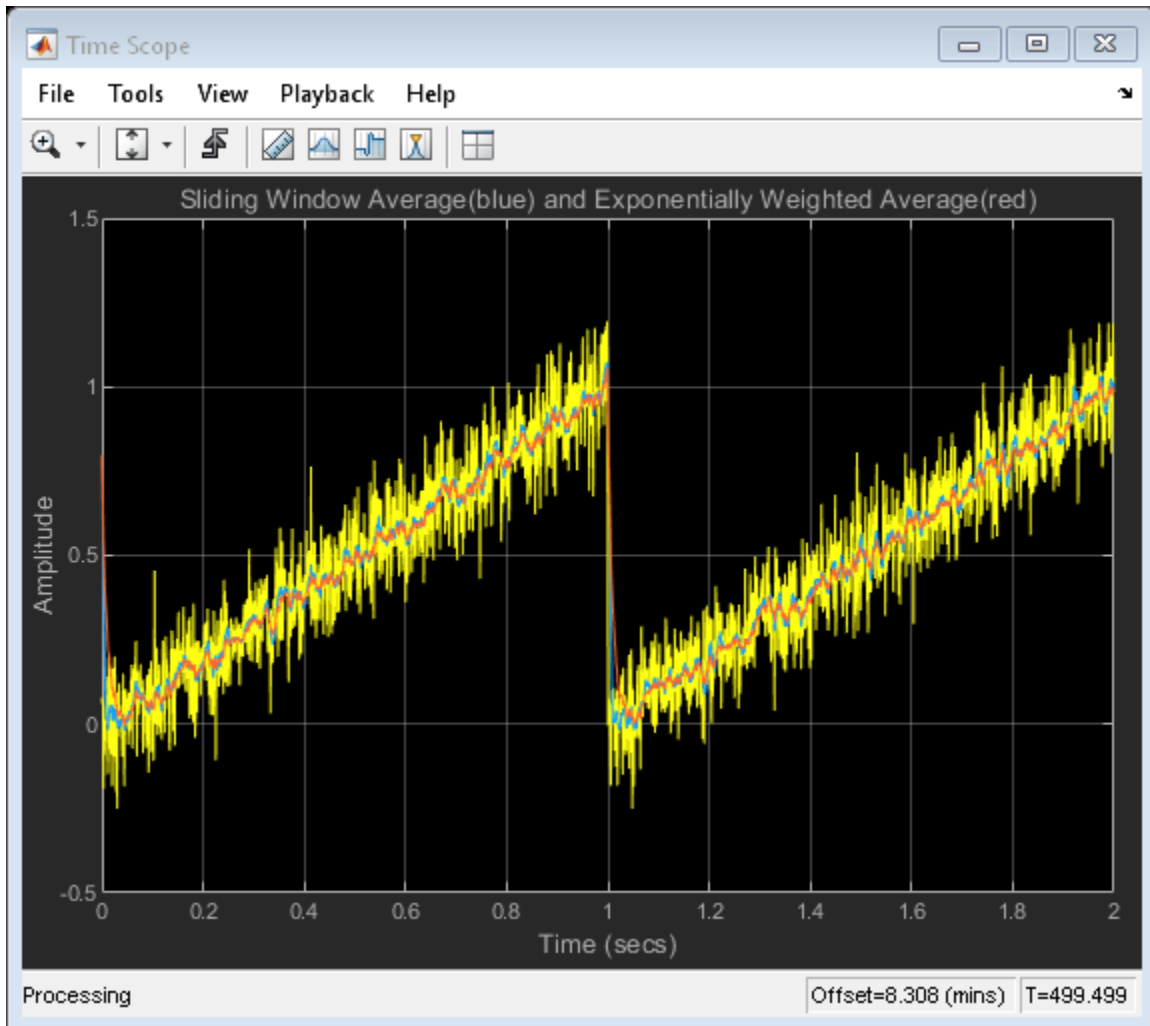 Time Scope
File Tools View Playback Help
Sliding Window Average(blue) and Exponentially Weighted Average(red)
1.5
1
0.5
0
-0.5
Amplitude
0 0.2 0.4 0.6 0.8 1 1.2 1.4 1.6 1.8 2
Time (secs)
Processing Offset=8.308 (mins) T=499.499